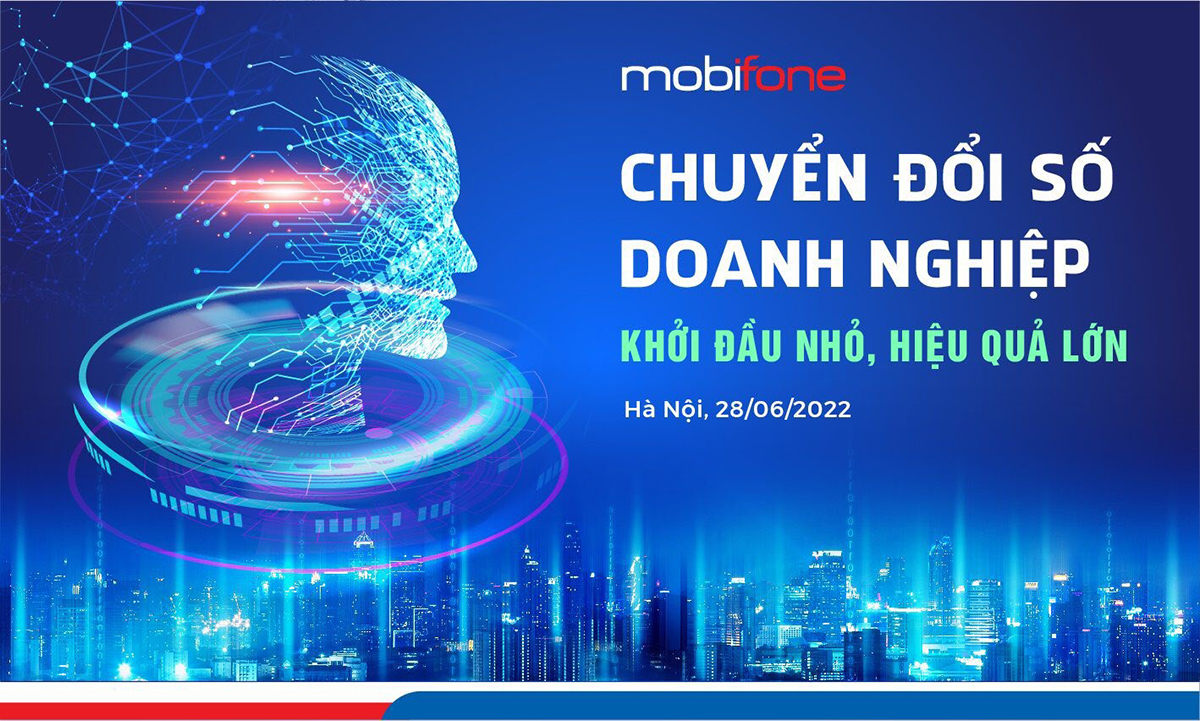 mobifone
CHUYỂN ĐỔI SỐ
DOANH NGHIỆP
KHỞI ĐẦU NHỎ, HIỆU QUẢ LỚN
Hà Nội, 28/06/2022